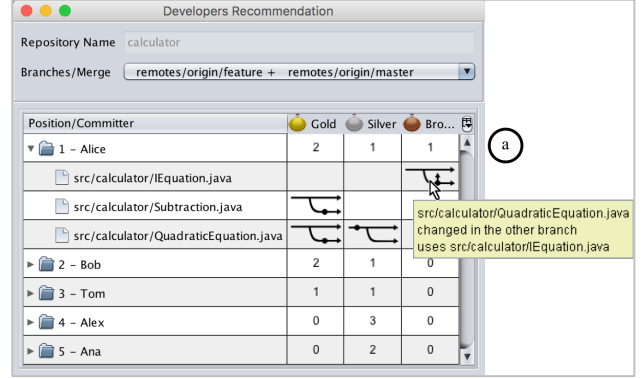 Developers Recommendation
Repository Name calculator
Branches/Merge remotes/origin/feature + remotes/origin/master
Position/Committer Gold Silver Bro...
1 – Alice 2 1 1
src/calculator/IEquation.java
src/calculator/Subtraction.java
src/calculator/QuadraticEquation.java
2 – Bob 2 1 0
3 – Tom 1 1 0
4 – Alex 0 3 0
5 – Ana 0 2 0
a
src/calculator/QuadraticEquation.java
changed in the other branch
uses src/calculator/IEquation.java